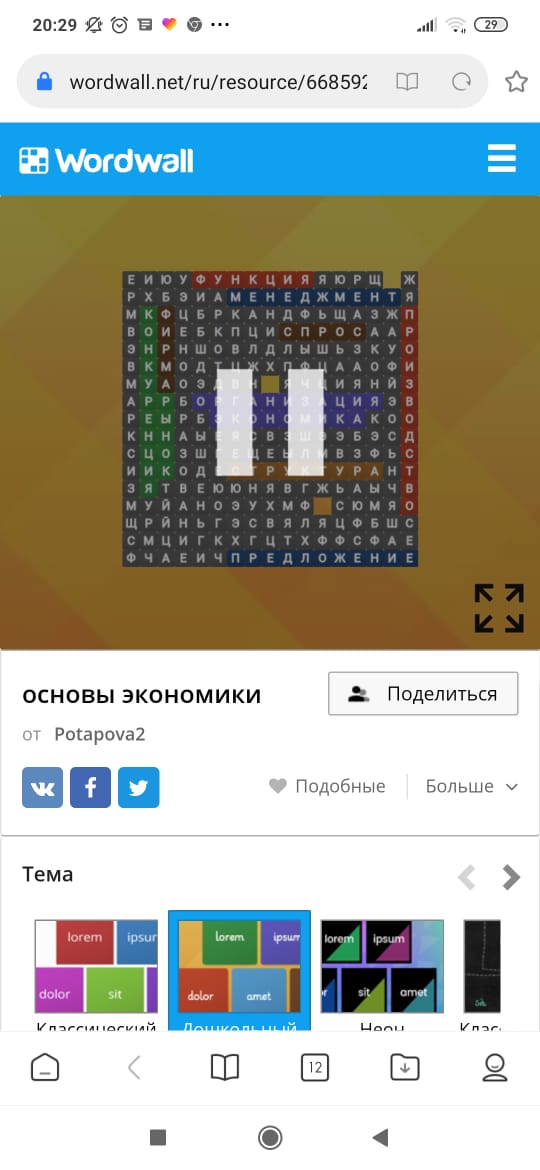 20:29
29
wordwall.net/ru/resource/66859
Wordwall
Е И Ю У Ф У Н К Ц И Я Я Ю Р Щ Ж
Р Х Б Э И А М Е Н Е Д Ж М Е Н Т Я
М К Ф Ц Б Р К А Н Д Ф Ь Щ А З Ж П
В О И Е Б К П Ц И С П Р О С А А Р
Э Н Р Н Ш О В Л Д Л Ы Ш Ь З К У О
В К М О Д Т Ц Ж Х П Ф Ц А А О Ф И
М У А О Э Д В Н Я Ч Ц И Я Н Й З
А Р Р Б О Р Г А Н И З А Ц И Я Э В
Р Е Ы Р Б Э К О Н О М И К А К О О
К Н Н А Ы Е Я С В З Ш Э Э Б Э С Д
С Ц О З Ш Г Е Щ Е Ы Л М В З Ф Ь С
И И К О Д Е С Т Р У К Т У Р А Н Т
З Я Т В Е Ю Ю Н Я В Г Ж Ь А Ы Ч В
М У Й А Н О Э У Х М Ф С Ю М Я О
Щ Р Й Н Ь Г Э С В Я Л Я Ц Ф Б Ш С
С М Ц И Г К Х Г Ц Т Х Ф Ф С Ф А Е
Ф Ч А Е И Ч П Р Е Д Л О Ж Е Н И Е
основы экономики
Поделиться
от Potapova2
Подобные
Больше
Тема
lorem ipsum
dolor sit
lorem ipsum
dolor amet
lorem ipsum
sit amet
Классический Дошкольный Неон Клас
12